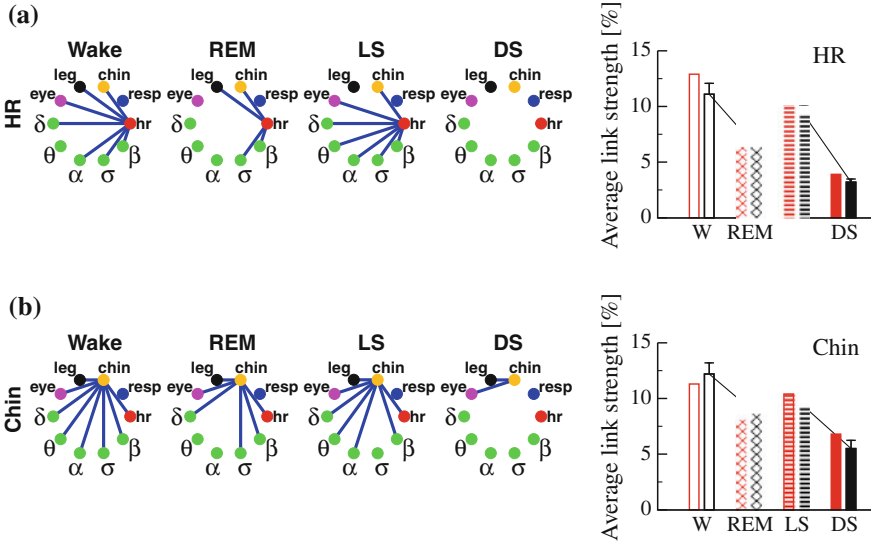 (a)
Wake REM LS DS
HR
leg chin eye resp δ hr θ β α σ
leg chin eye resp δ hr θ β α σ
leg chin eye resp δ hr θ β α σ
leg chin eye resp δ hr θ β α σ
Average link strength [%]
15
10
5
0
HR
W REM DS
(b)
Wake REM LS DS
Chin
leg chin eye resp δ hr θ β α σ
leg chin eye resp δ hr θ β α σ
leg chin eye resp δ hr θ β α σ
leg chin eye resp δ hr θ β α σ
Average link strength [%]
15
10
5
0
Chin
W REM LS DS